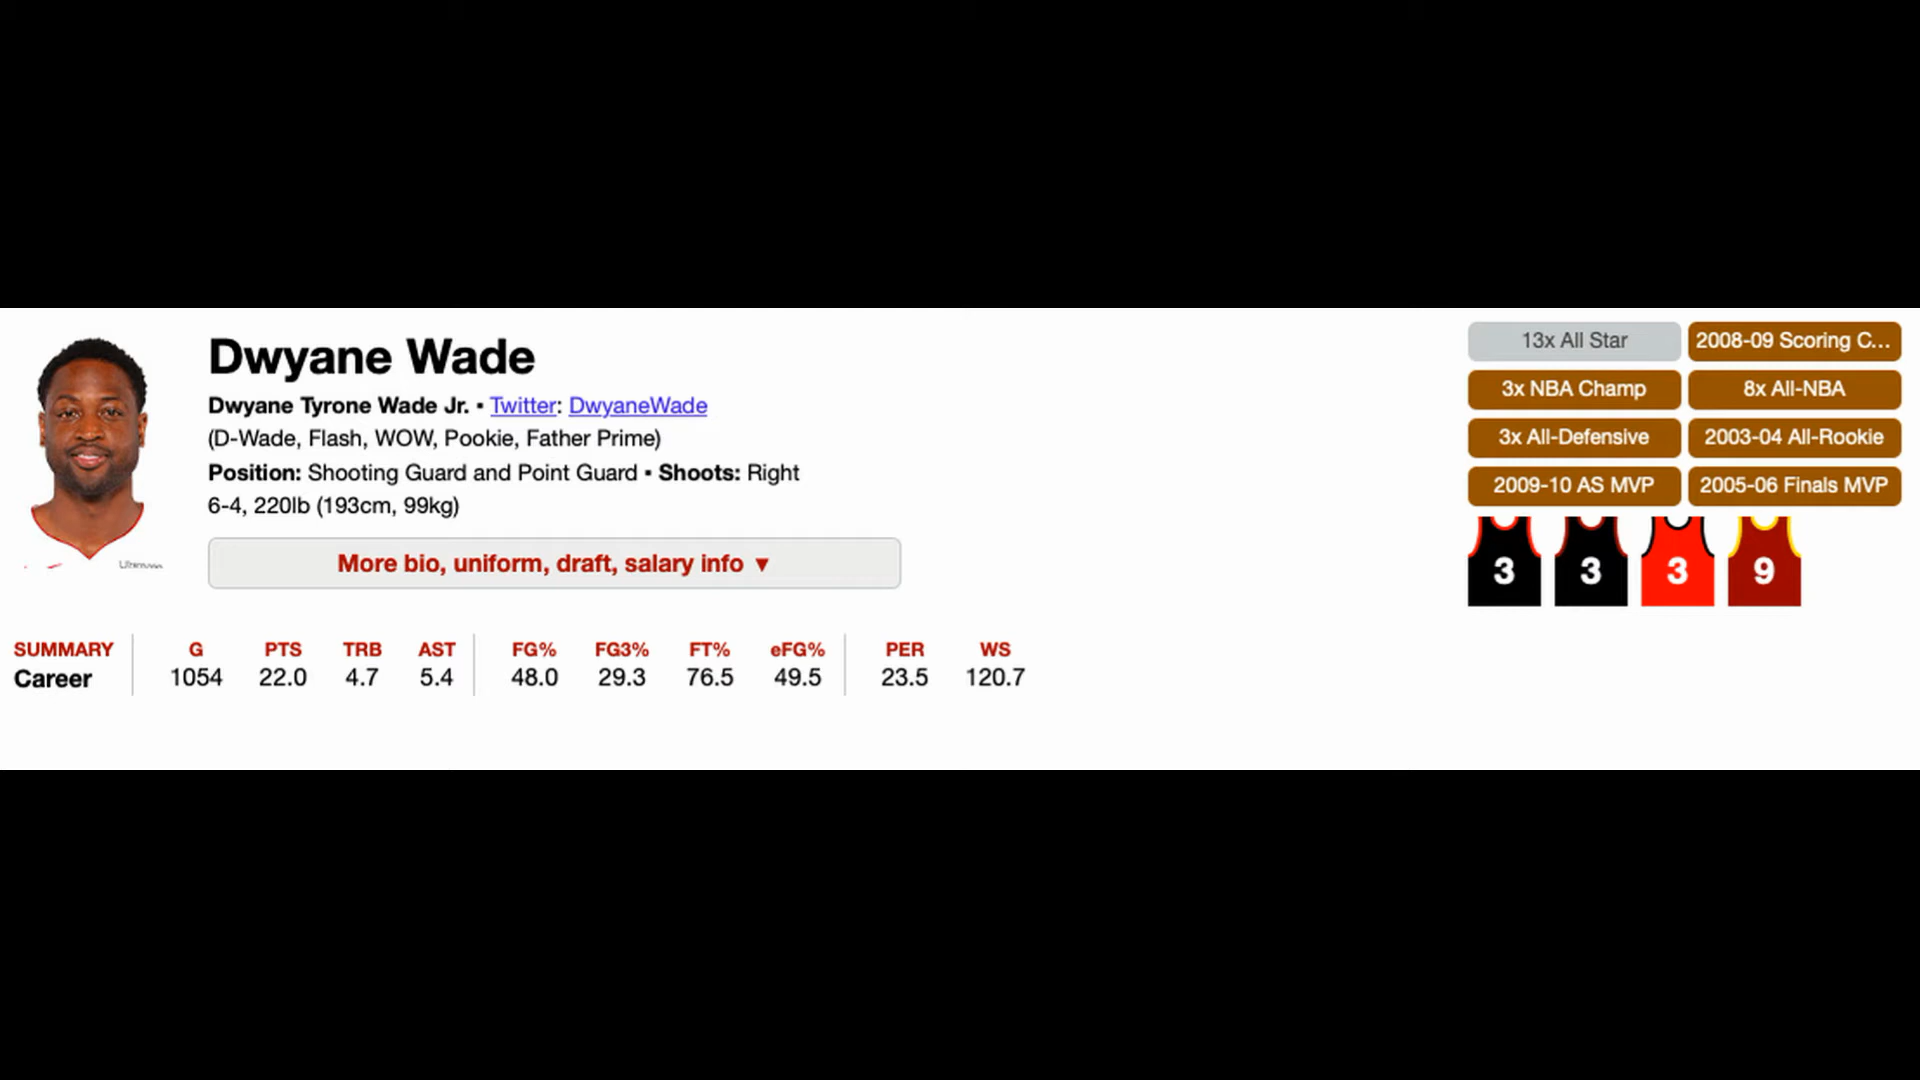 Dwyane Wade
Dwyane Tyrone Wade Jr. ▪ Twitter: DwyaneWade
(D-Wade, Flash, WOW, Pookie, Father Prime)
Position: Shooting Guard and Point Guard ▪ Shoots: Right
6-4, 220lb (193cm, 99kg)
More bio, uniform, draft, salary info ▼
13x All Star 2008-09 Scoring C...
3x NBA Champ 8x All-NBA
3x All-Defensive 2003-04 All-Rookie
2009-10 AS MVP 2005-06 Finals MVP
3 3 3 9
SUMMARY G PTS TRB AST FG% FG3% FT% eFG% PER WS
Career 1054 22.0 4.7 5.4 48.0 29.3 76.5 49.5 23.5 120.7